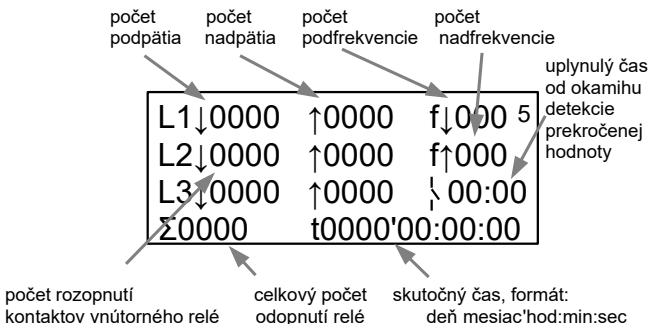 počet počet počet počet
podpätia nadpätia podfrekvencie nadfrekvencie
uplynulý čas
od okamihu
detekcie
prekročenej
hodnoty
L1↓0000 ↑0000 f↓000 5
L2↓0000 ↑0000 f↑000
L3↓0000 ↑0000 00:00
Σ0000 t0000'00:00:00
počet rozopnutí celkový počet skutočný čas, formát:
kontaktov vnútorného relé odopnutí relé deň mesiac'hod:min:sec